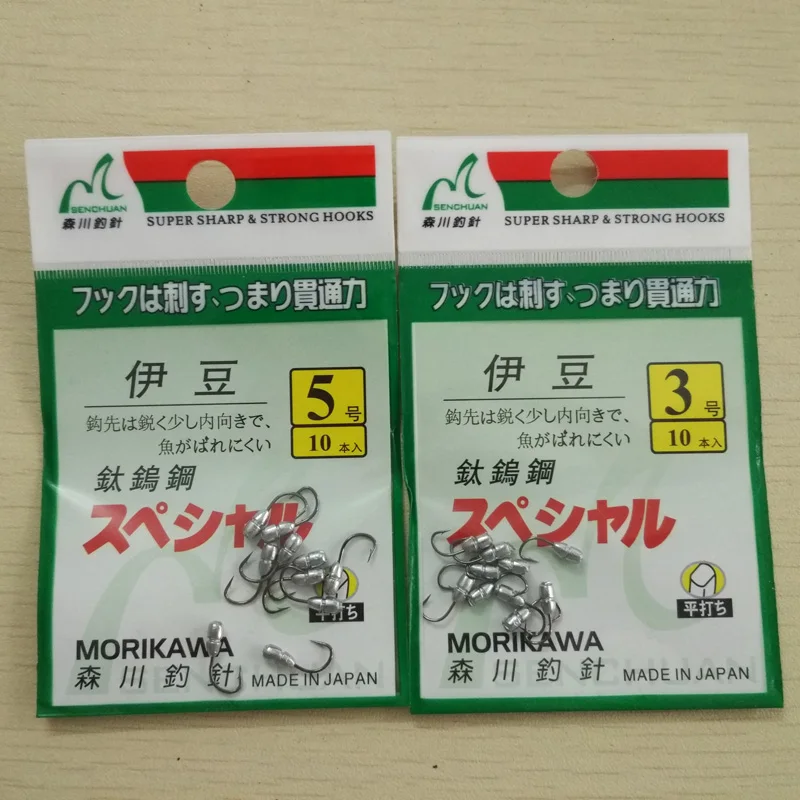 SENCHUAN
森川釣針
SUPER SHARP & STRONG HOOKS
フックは刺す、つまり貫通力
伊豆
5号
10本入
鈎先は鋭く少し内向きで、
魚がばれにくい
鈦鎢鋼
スペシャル
平打ち
MORIKAWA
森川釣針
MADE IN JAPAN
SENCHUAN
森川釣針
SUPER SHARP & STRONG HOOKS
フックは刺す、つまり貫通力
伊豆
3号
10本入
鈎先は鋭く少し内向きで、
魚がばれにくい
鈦鎢鋼
スペシャル
平打ち
MORIKAWA
森川釣針
MADE IN JAPAN